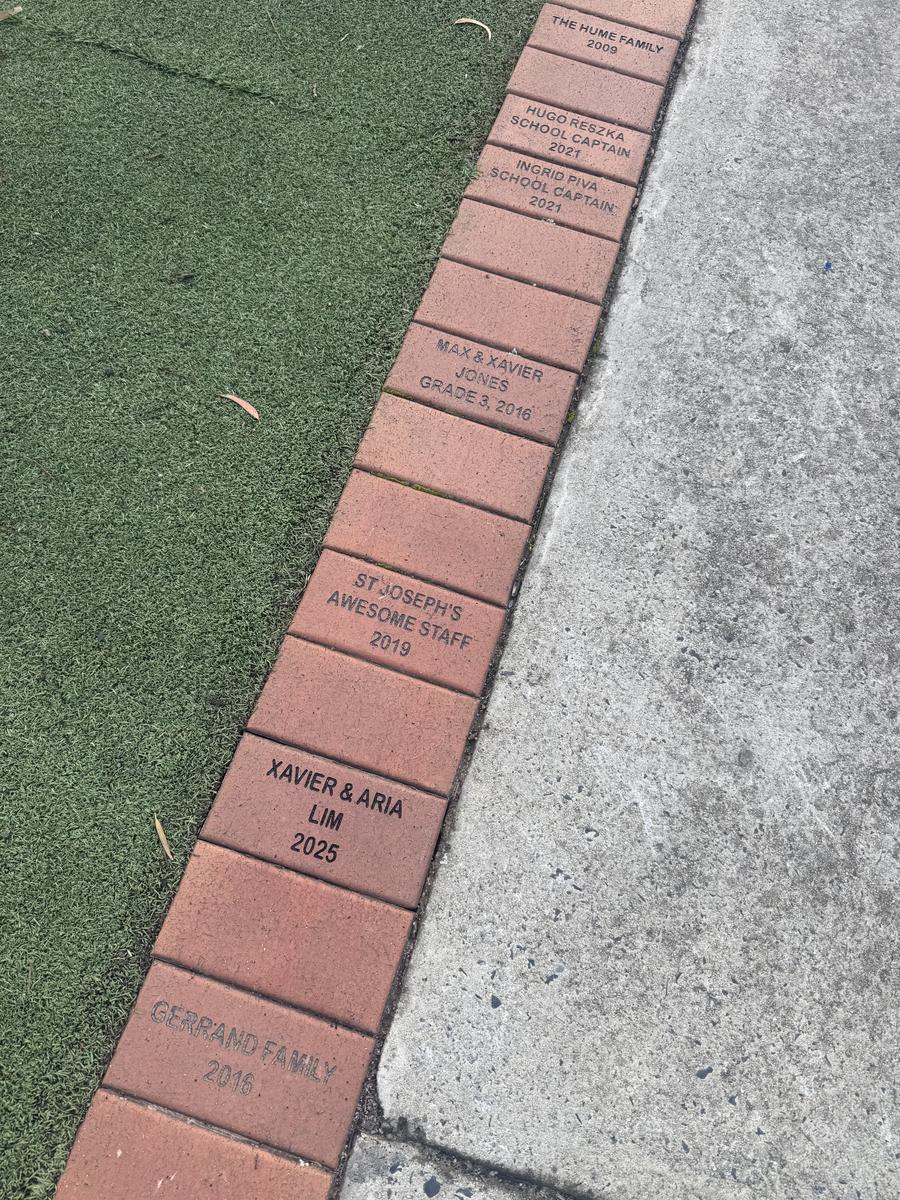 THE HUME FAMILY
2009
HUGO RESZKA
SCHOOL CAPTAIN
2021
INGRID PIVA
SCHOOL CAPTAIN
2021
MAX & XAVIER
JONES
GRADE 3, 2016
ST JOSEPH'S
AWESOME STAFF
2019
XAVIER & ARIA
LIM
2025
GERRAND FAMILY
2016